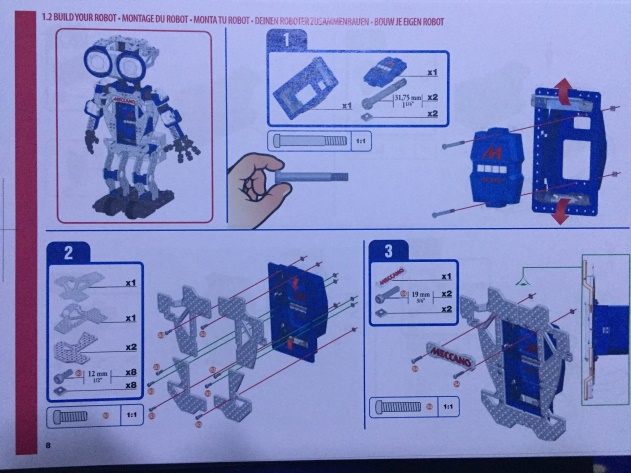 1.2 BUILD YOUR ROBOT • MONTAGE DU ROBOT • MONTA TU ROBOT • DEINEN ROBOTER ZUSAMMENBAUEN • BOUW JE EIGEN ROBOT
MECCANO
1
x1
x1
31,75 mm
1 1/4"
x2
x2
1:1
M
2
x1
x1
x2
12 mm
1/2"
x8
x8
1:1
3
MECCANO
x1
19 mm
3/4"
x2
x2
MECCANO
1:1
8